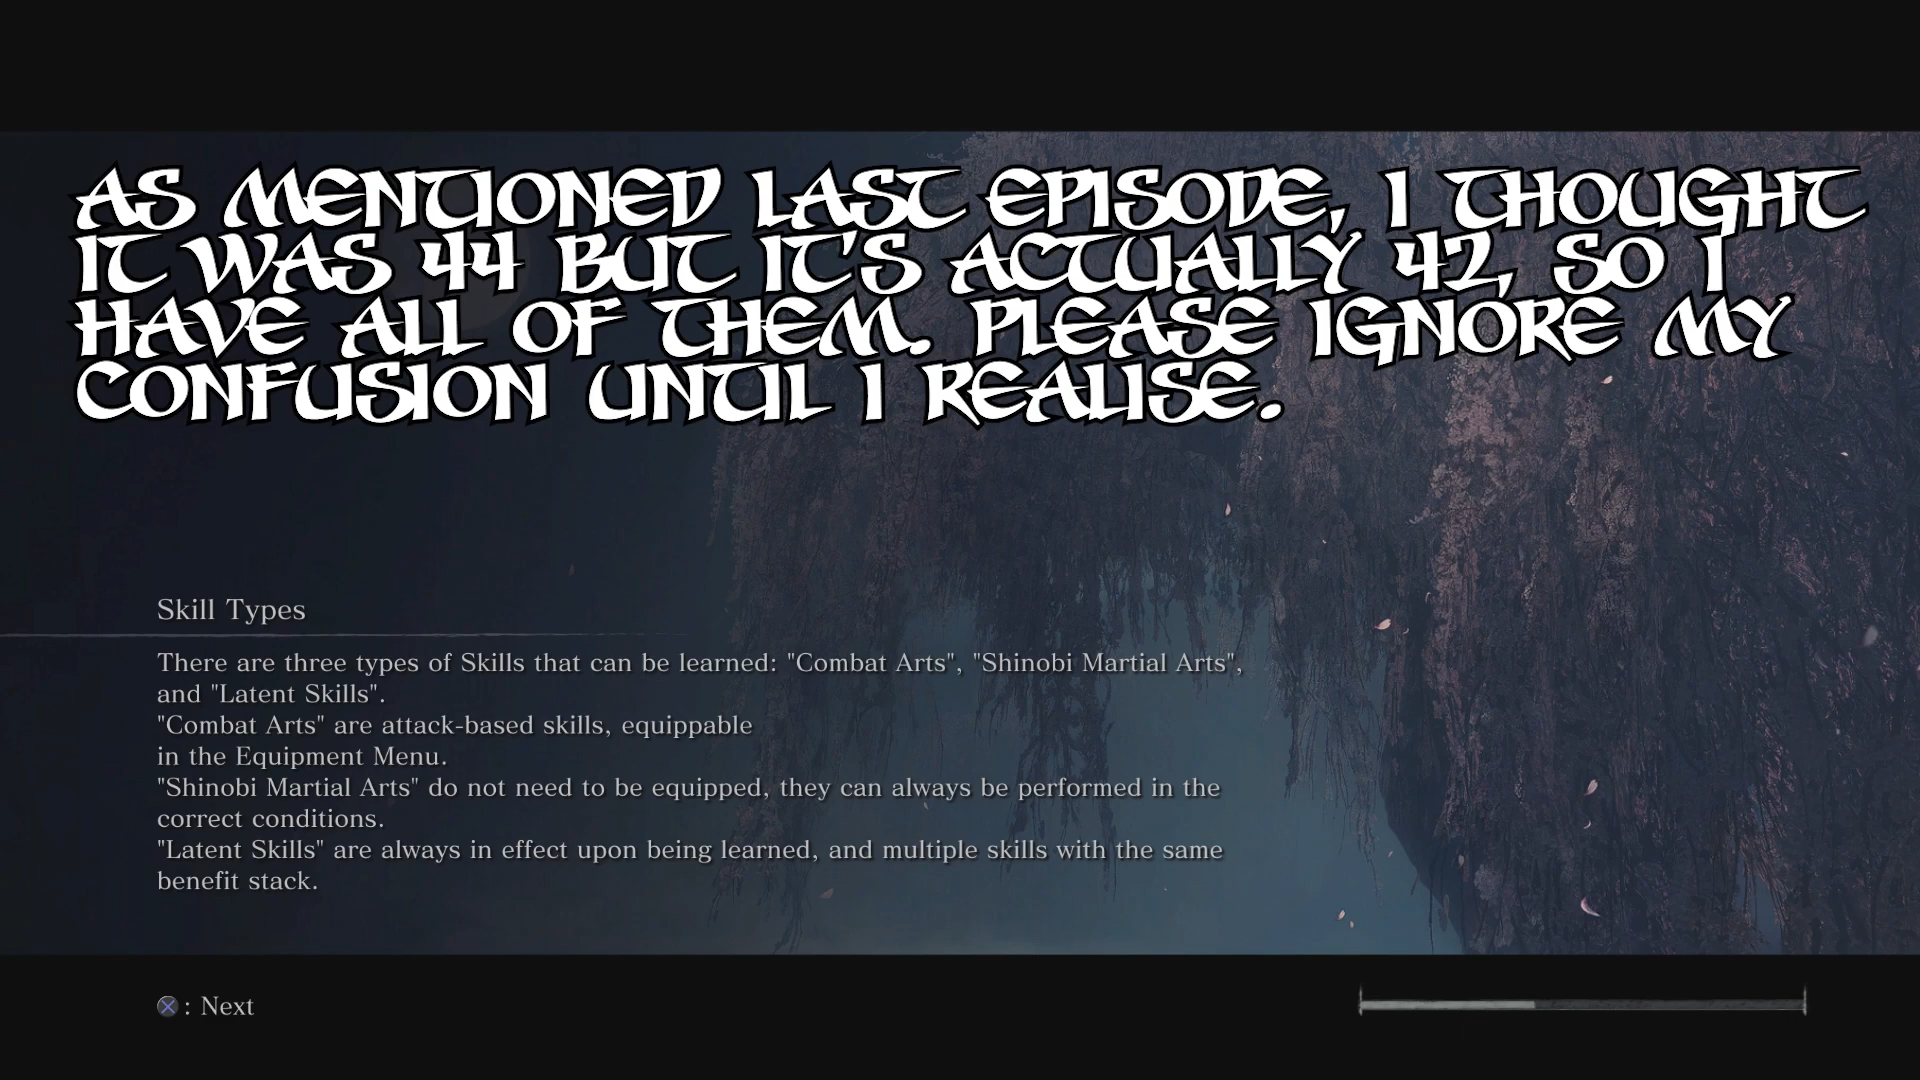 AS MENTIONED LAST EPISODE, I THOUGHT
IT WAS 44 BUT IT'S ACTUALLY 42, SO I
HAVE ALL OF THEM. PLEASE IGNORE MY
CONFUSION UNTIL I REALISE.
Skill Types
There are three types of Skills that can be learned: "Combat Arts", "Shinobi Martial Arts",
and "Latent Skills".
"Combat Arts" are attack-based skills, equippable
in the Equipment Menu.
"Shinobi Martial Arts" do not need to be equipped, they can always be performed in the
correct conditions.
"Latent Skills" are always in effect upon being learned, and multiple skills with the same
benefit stack.
: Next